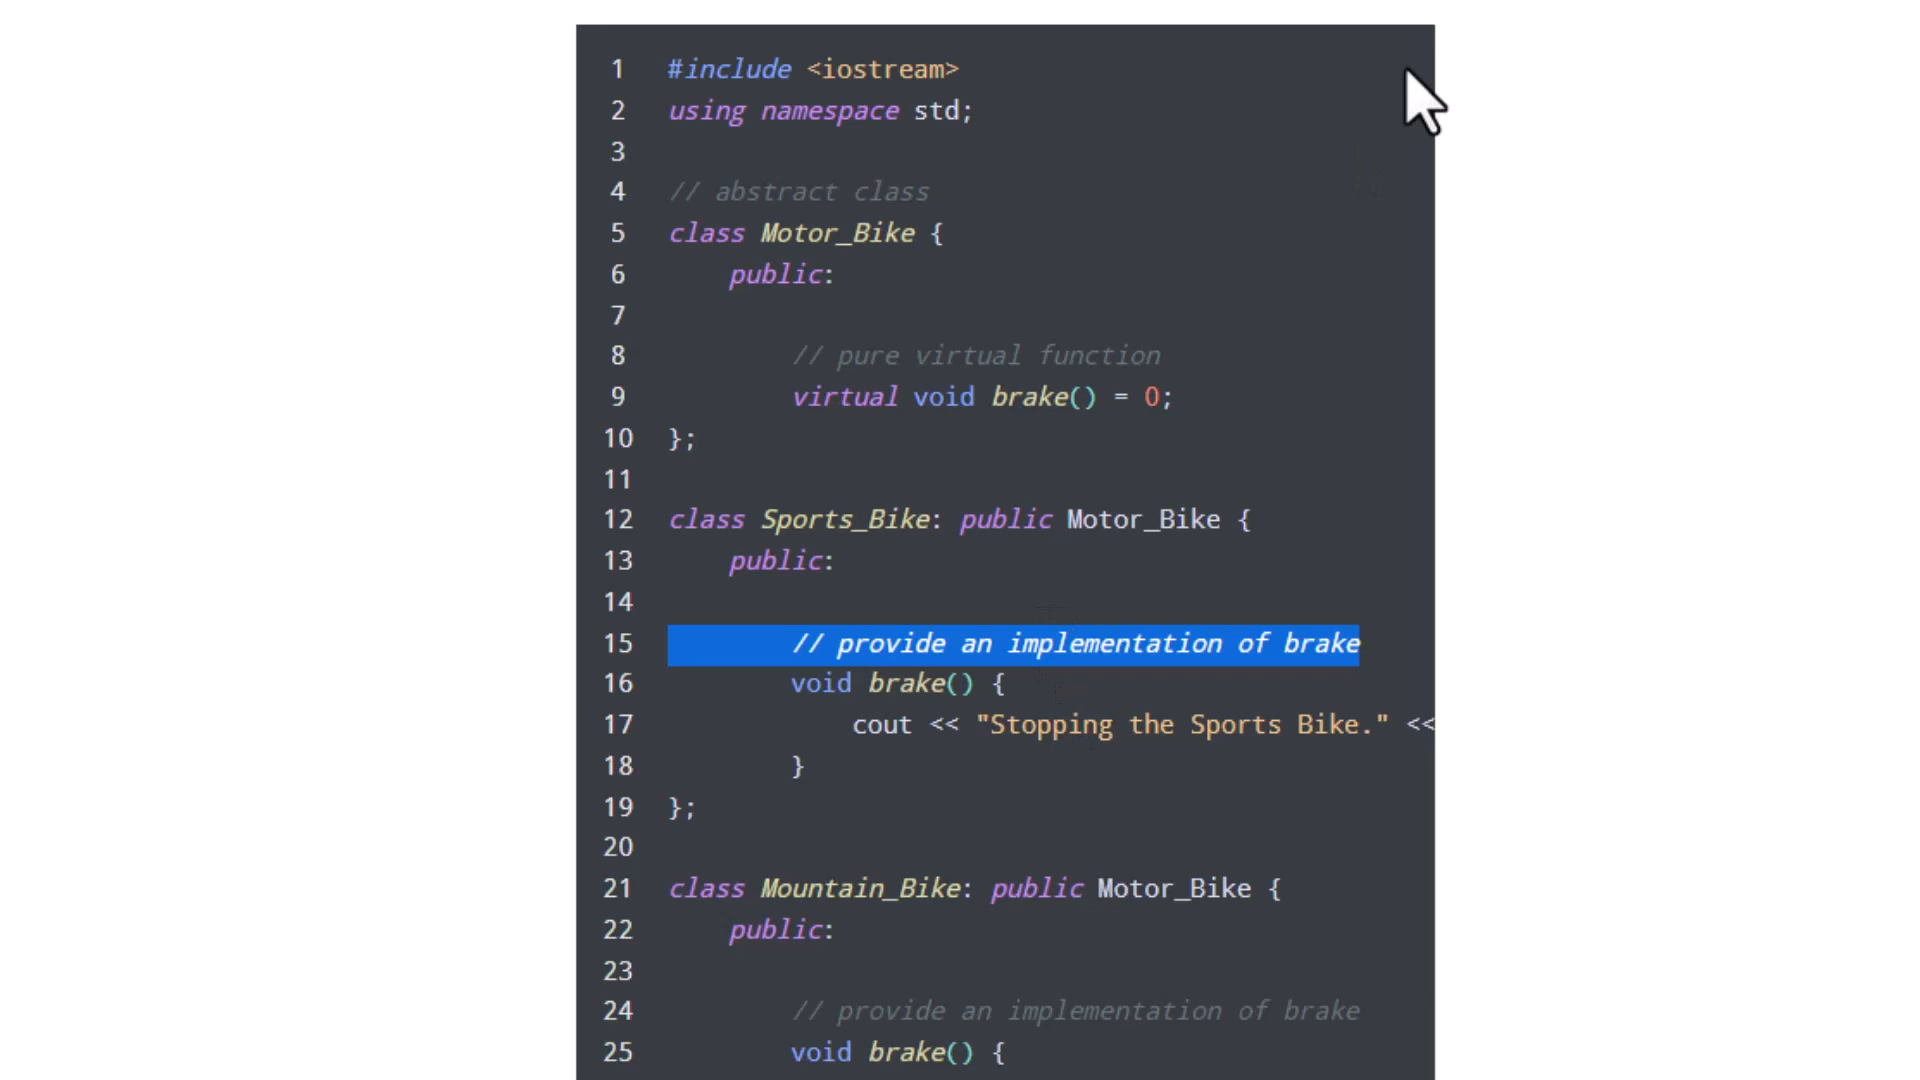 1 #include <iostream>
2 using namespace std;
3
4 // abstract class
5 class Motor_Bike {
6     public:
7
8         // pure virtual function
9         virtual void brake() = 0;
10 };
11
12 class Sports_Bike: public Motor_Bike {
13     public:
14
15         // provide an implementation of brake
16         void brake() {
17             cout << "Stopping the Sports Bike." <<
18         }
19 };
20
21 class Mountain_Bike: public Motor_Bike {
22     public:
23
24         // provide an implementation of brake
25         void brake() {